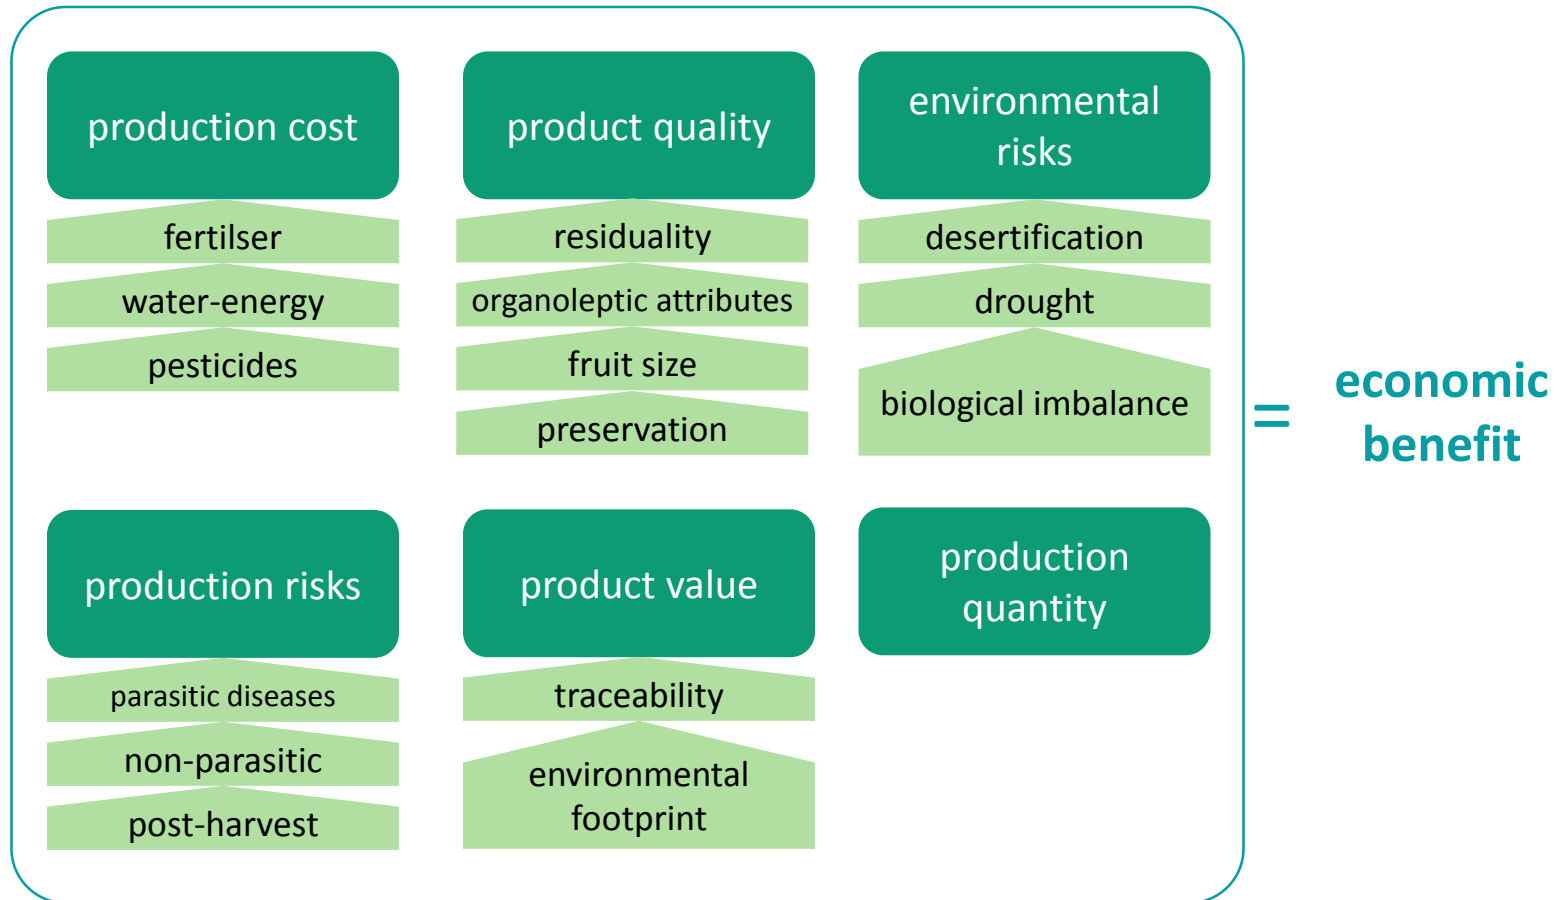 production cost
fertilser
water-energy
pesticides
product quality
residuality
organoleptic attributes
fruit size
preservation
environmental
risks
desertification
drought
biological imbalance
production risks
parasitic diseases
non-parasitic
post-harvest
product value
traceability
environmental
footprint
production
quantity
=
economic
benefit